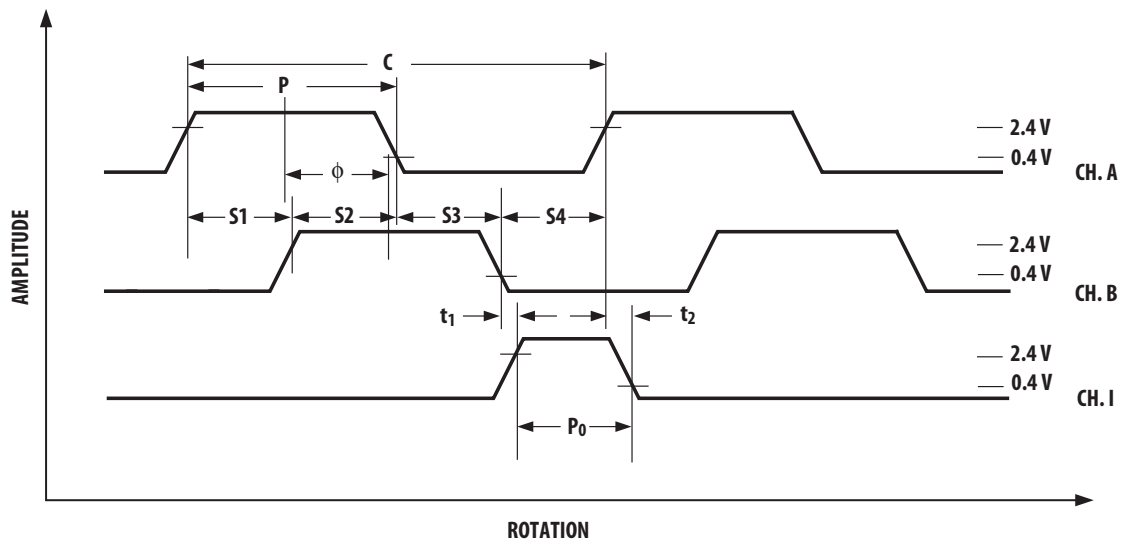 C
P
2.4 V
0.4 V
CH. A
ϕ
S1 S2 S3 S4
2.4 V
0.4 V
CH. B
t1 t2
2.4 V
0.4 V
CH. I
P0
AMPLITUDE
ROTATION